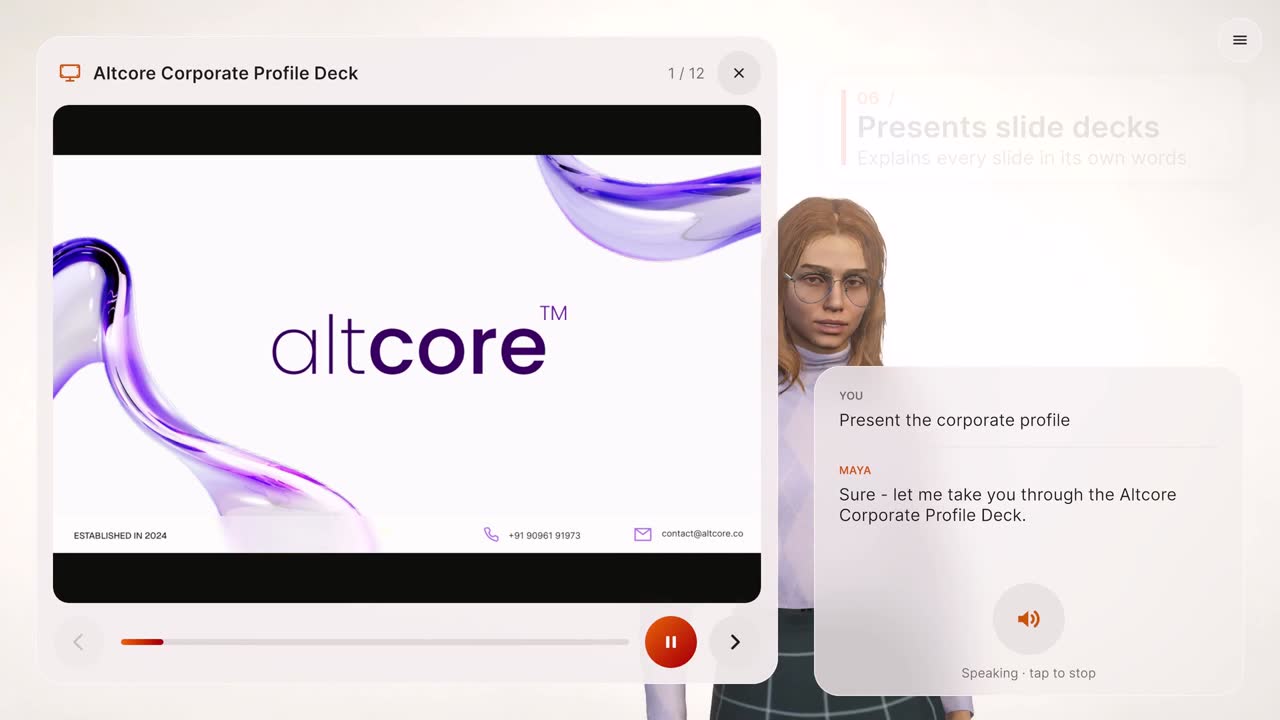 Altcore Corporate Profile Deck
1 / 12
altcore™
ESTABLISHED IN 2024
+91 90961 91973
contact@altcore.co
06 /
Presents slide decks
Explains every slide in its own words
YOU
Present the corporate profile
MAYA
Sure - let me take you through the Altcore
Corporate Profile Deck.
Speaking · tap to stop